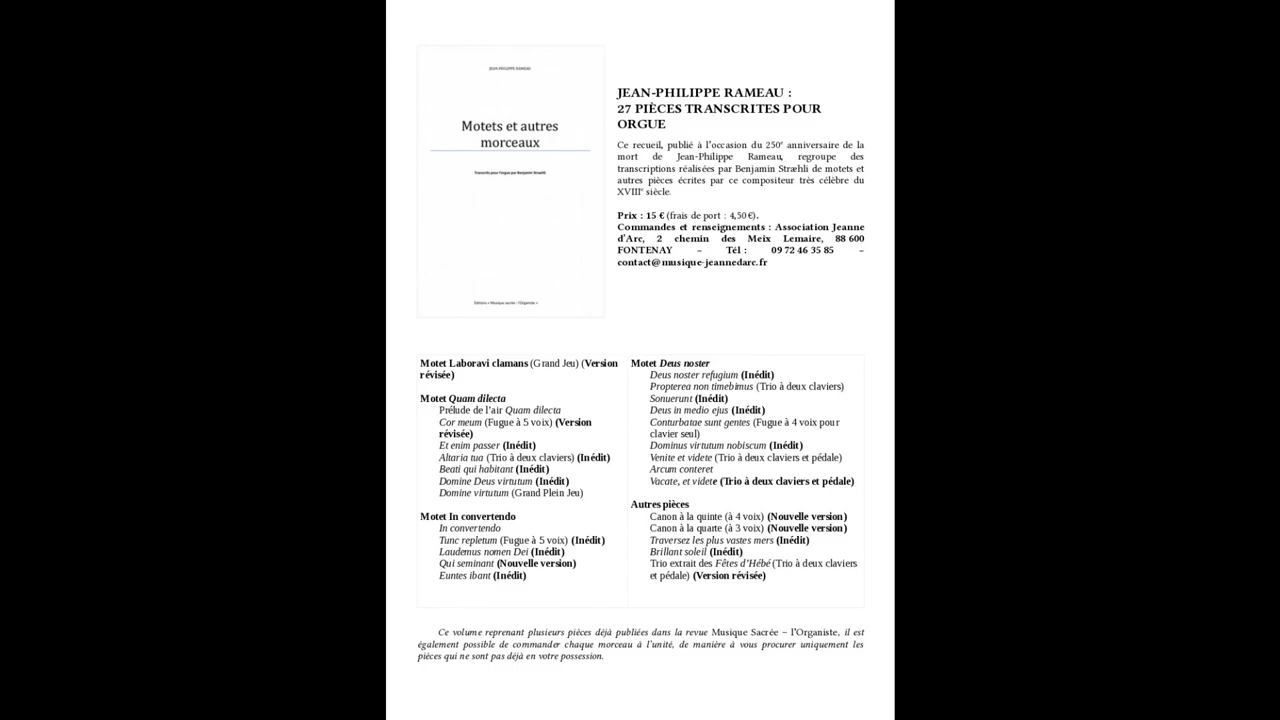 JEAN-PHILIPPE RAMEAU
Motets et autres
morceaux
Transcrits pour l'orgue par Benjamin Straehli
Éditions « Musique sacrée - l'Organiste »
JEAN-PHILIPPE RAMEAU :
27 PIÈCES TRANSCRITES POUR
ORGUE
Ce recueil, publié à l'occasion du 250e anniversaire de la
mort de Jean-Philippe Rameau, regroupe des
transcriptions réalisées par Benjamin Stræhli de motets et
autres pièces écrites par ce compositeur très célèbre du
XVIIIe siècle.
Prix : 15 € (frais de port : 4,50 €).
Commandes et renseignements : Association Jeanne
d'Arc, 2 chemin des Meix Lemaire, 88 600
FONTENAY – Tél : 09 72 46 35 85 –
contact@musique-jeannedarc.fr
Motet Laboravi clamans (Grand Jeu) (Version
révisée)
Motet Quam dilecta
Prélude de l'air Quam dilecta
Cor meum (Fugue à 5 voix) (Version
révisée)
Et enim passer (Inédit)
Altaria tua (Trio à deux claviers) (Inédit)
Beati qui habitant (Inédit)
Domine Deus virtutum (Inédit)
Domine virtutum (Grand Plein Jeu)
Motet In convertendo
In convertendo
Tunc repletum (Fugue à 5 voix) (Inédit)
Laudemus nomen Dei (Inédit)
Qui seminant (Nouvelle version)
Euntes ibant (Inédit)
Motet Deus noster
Deus noster refugium (Inédit)
Propterea non timebimus (Trio à deux claviers)
Sonuerunt (Inédit)
Deus in medio ejus (Inédit)
Conturbatae sunt gentes (Fugue à 4 voix pour
clavier seul)
Dominus virtutum nobiscum (Inédit)
Venite et videte (Trio à deux claviers et pédale)
Arcum conteret
Vacate, et videte (Trio à deux claviers et pédale)
Autres pièces
Canon à la quinte (à 4 voix) (Nouvelle version)
Canon à la quarte (à 3 voix) (Nouvelle version)
Traversez les plus vastes mers (Inédit)
Brillant soleil (Inédit)
Trio extrait des Fêtes d'Hébé (Trio à deux claviers
et pédale) (Version révisée)
Ce volume reprenant plusieurs pièces déjà publiées dans la revue Musique Sacrée – l'Organiste, il est
également possible de commander chaque morceau à l'unité, de manière à vous procurer uniquement les
pièces qui ne sont pas déjà en votre possession.